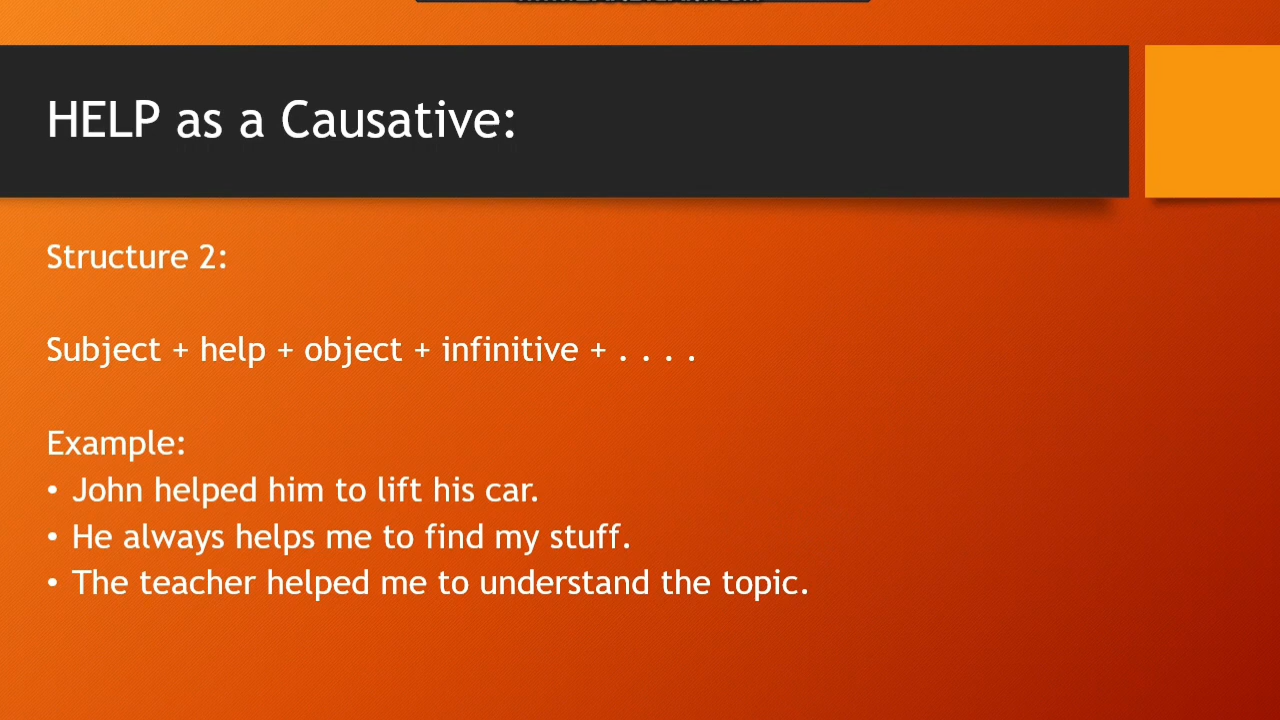 HELP as a Causative:
Structure 2:
Subject + help + object + infinitive + . . . .
Example:
• John helped him to lift his car.
• He always helps me to find my stuff.
• The teacher helped me to understand the topic.